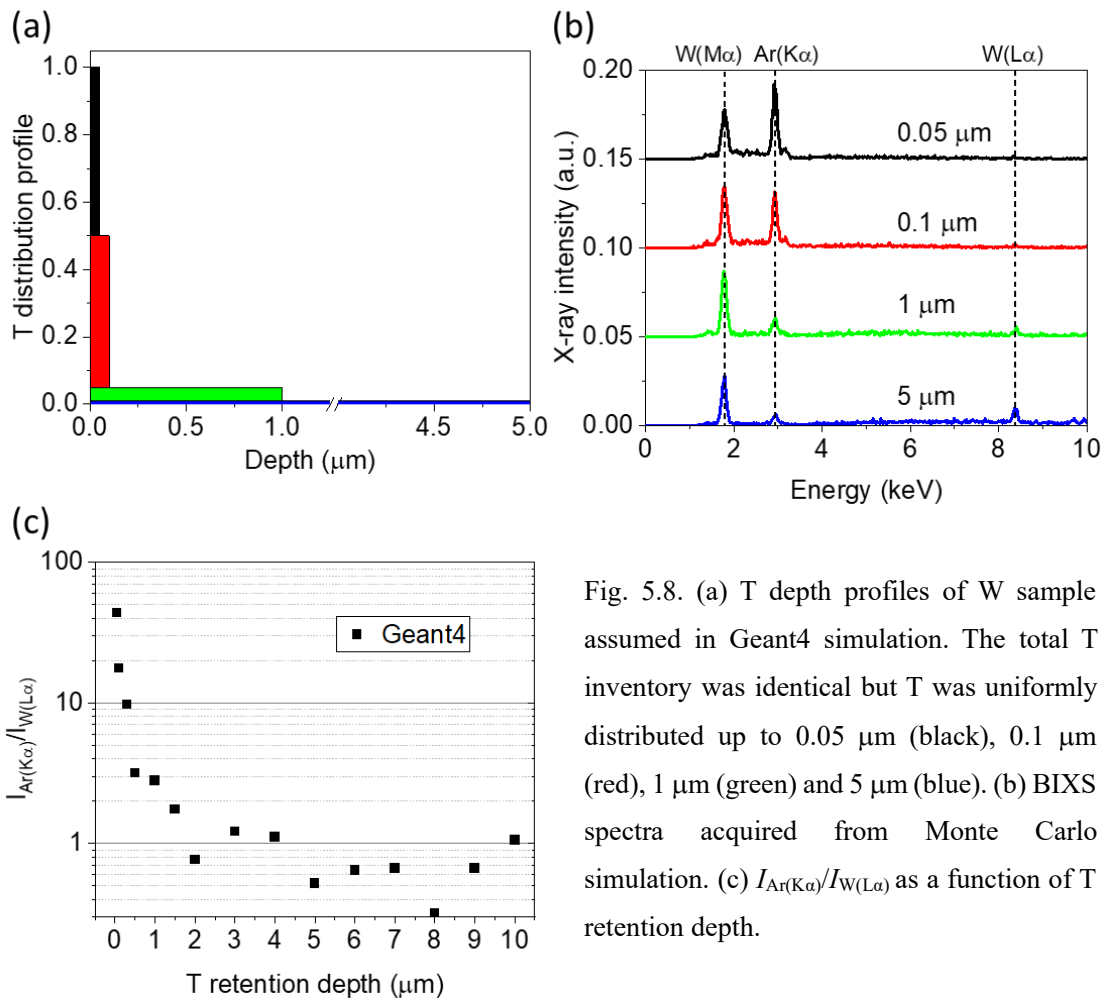 (a)
T distribution profile
1.0
0.8
0.6
0.4
0.2
0.0
0.0 0.5 1.0 4.5 5.0
Depth (μm)
(b)
W(Mα) Ar(Kα) W(Lα)
X-ray intensity (a.u.)
0.20
0.15
0.10
0.05
0.00
0.05 μm
0.1 μm
1 μm
5 μm
0 2 4 6 8 10
Energy (keV)
(c)
I_Ar(Kα)/I_W(Lα)
100
10
1
Geant4
0 1 2 3 4 5 6 7 8 9 10
T retention depth (μm)
Fig. 5.8. (a) T depth profiles of W sample
assumed in Geant4 simulation. The total T
inventory was identical but T was uniformly
distributed up to 0.05 μm (black), 0.1 μm
(red), 1 μm (green) and 5 μm (blue). (b) BIXS
spectra acquired from Monte Carlo
simulation. (c) I_Ar(Kα)/I_W(Lα) as a function of T
retention depth.